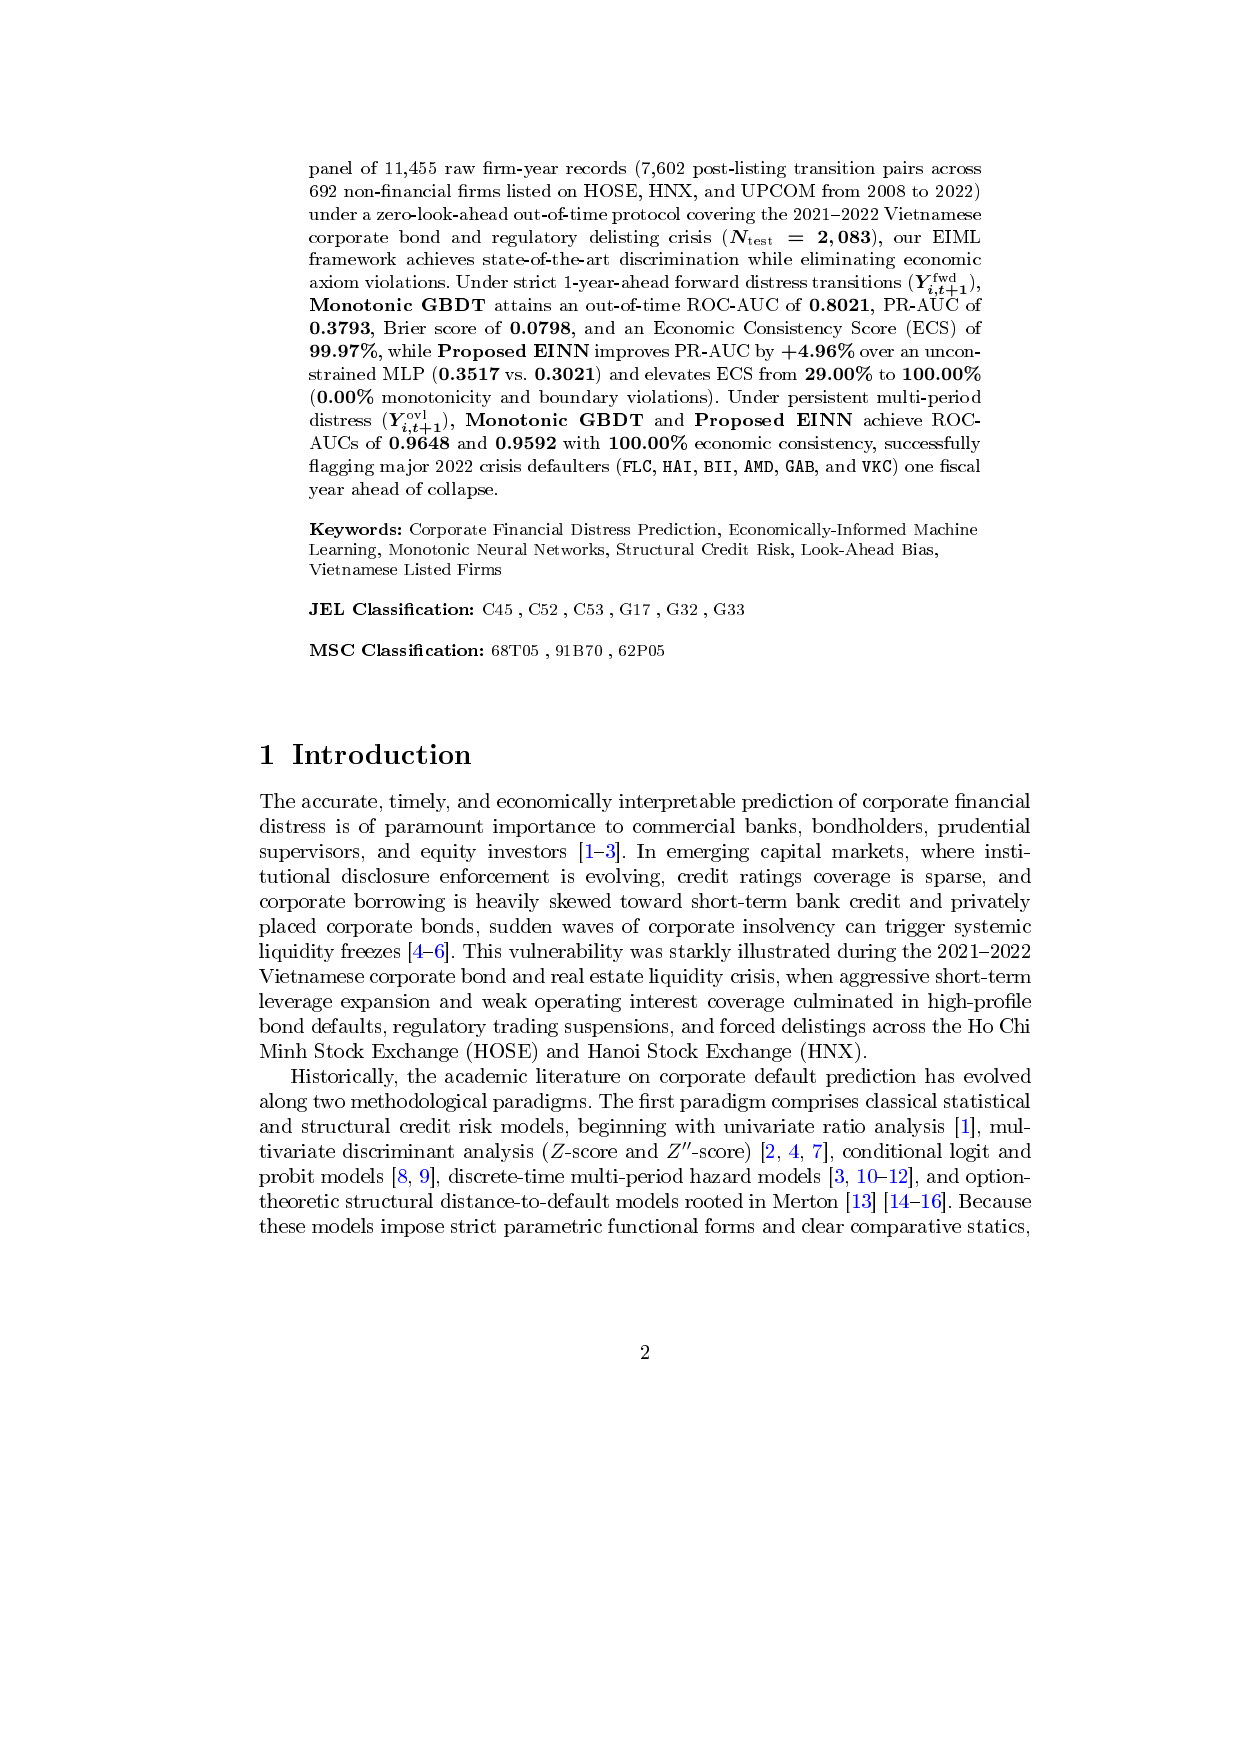 panel of 11,455 raw firm-year records (7,602 post-listing transition pairs across
692 non-financial firms listed on HOSE, HNX, and UPCOM from 2008 to 2022)
under a zero-look-ahead out-of-time protocol covering the 2021–2022 Vietnamese
corporate bond and regulatory delisting crisis (N_test = 2,083), our EIML
framework achieves state-of-the-art discrimination while eliminating economic
axiom violations. Under strict 1-year-ahead forward distress transitions (Y^fwd_i,t+1),
Monotonic GBDT attains an out-of-time ROC-AUC of 0.8021, PR-AUC of
0.3793, Brier score of 0.0798, and an Economic Consistency Score (ECS) of
99.97%, while Proposed EINN improves PR-AUC by +4.96% over an uncon-
strained MLP (0.3517 vs. 0.3021) and elevates ECS from 29.00% to 100.00%
(0.00% monotonicity and boundary violations). Under persistent multi-period
distress (Y^ovl_i,t+1), Monotonic GBDT and Proposed EINN achieve ROC-
AUCs of 0.9648 and 0.9592 with 100.00% economic consistency, successfully
flagging major 2022 crisis defaulters (FLC, HAI, BII, AMD, GAB, and VKC) one fiscal
year ahead of collapse.
Keywords: Corporate Financial Distress Prediction, Economically-Informed Machine
Learning, Monotonic Neural Networks, Structural Credit Risk, Look-Ahead Bias,
Vietnamese Listed Firms
JEL Classification: C45 , C52 , C53 , G17 , G32 , G33
MSC Classification: 68T05 , 91B70 , 62P05
1 Introduction
The accurate, timely, and economically interpretable prediction of corporate financial
distress is of paramount importance to commercial banks, bondholders, prudential
supervisors, and equity investors [1–3]. In emerging capital markets, where insti-
tutional disclosure enforcement is evolving, credit ratings coverage is sparse, and
corporate borrowing is heavily skewed toward short-term bank credit and privately
placed corporate bonds, sudden waves of corporate insolvency can trigger systemic
liquidity freezes [4–6]. This vulnerability was starkly illustrated during the 2021–2022
Vietnamese corporate bond and real estate liquidity crisis, when aggressive short-term
leverage expansion and weak operating interest coverage culminated in high-profile
bond defaults, regulatory trading suspensions, and forced delistings across the Ho Chi
Minh Stock Exchange (HOSE) and Hanoi Stock Exchange (HNX).
Historically, the academic literature on corporate default prediction has evolved
along two methodological paradigms. The first paradigm comprises classical statistical
and structural credit risk models, beginning with univariate ratio analysis [1], mul-
tivariate discriminant analysis (Z-score and Z″-score) [2, 4, 7], conditional logit and
probit models [8, 9], discrete-time multi-period hazard models [3, 10–12], and option-
theoretic structural distance-to-default models rooted in Merton [13] [14–16]. Because
these models impose strict parametric functional forms and clear comparative statics,
2